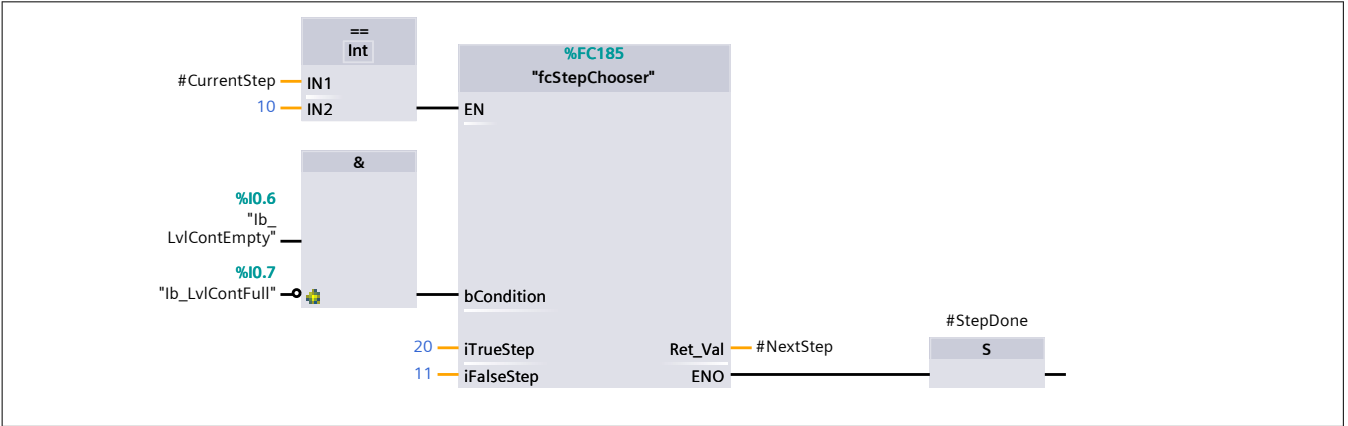 ==
Int
#CurrentStep
IN1
10
IN2
%FC185
"fcStepChooser"
EN
&
%I0.6
"Ib_
LvlContEmpty"
%I0.7
"Ib_LvlContFull"
bCondition
20
iTrueStep
Ret_Val
#NextStep
11
iFalseStep
ENO
#StepDone
S